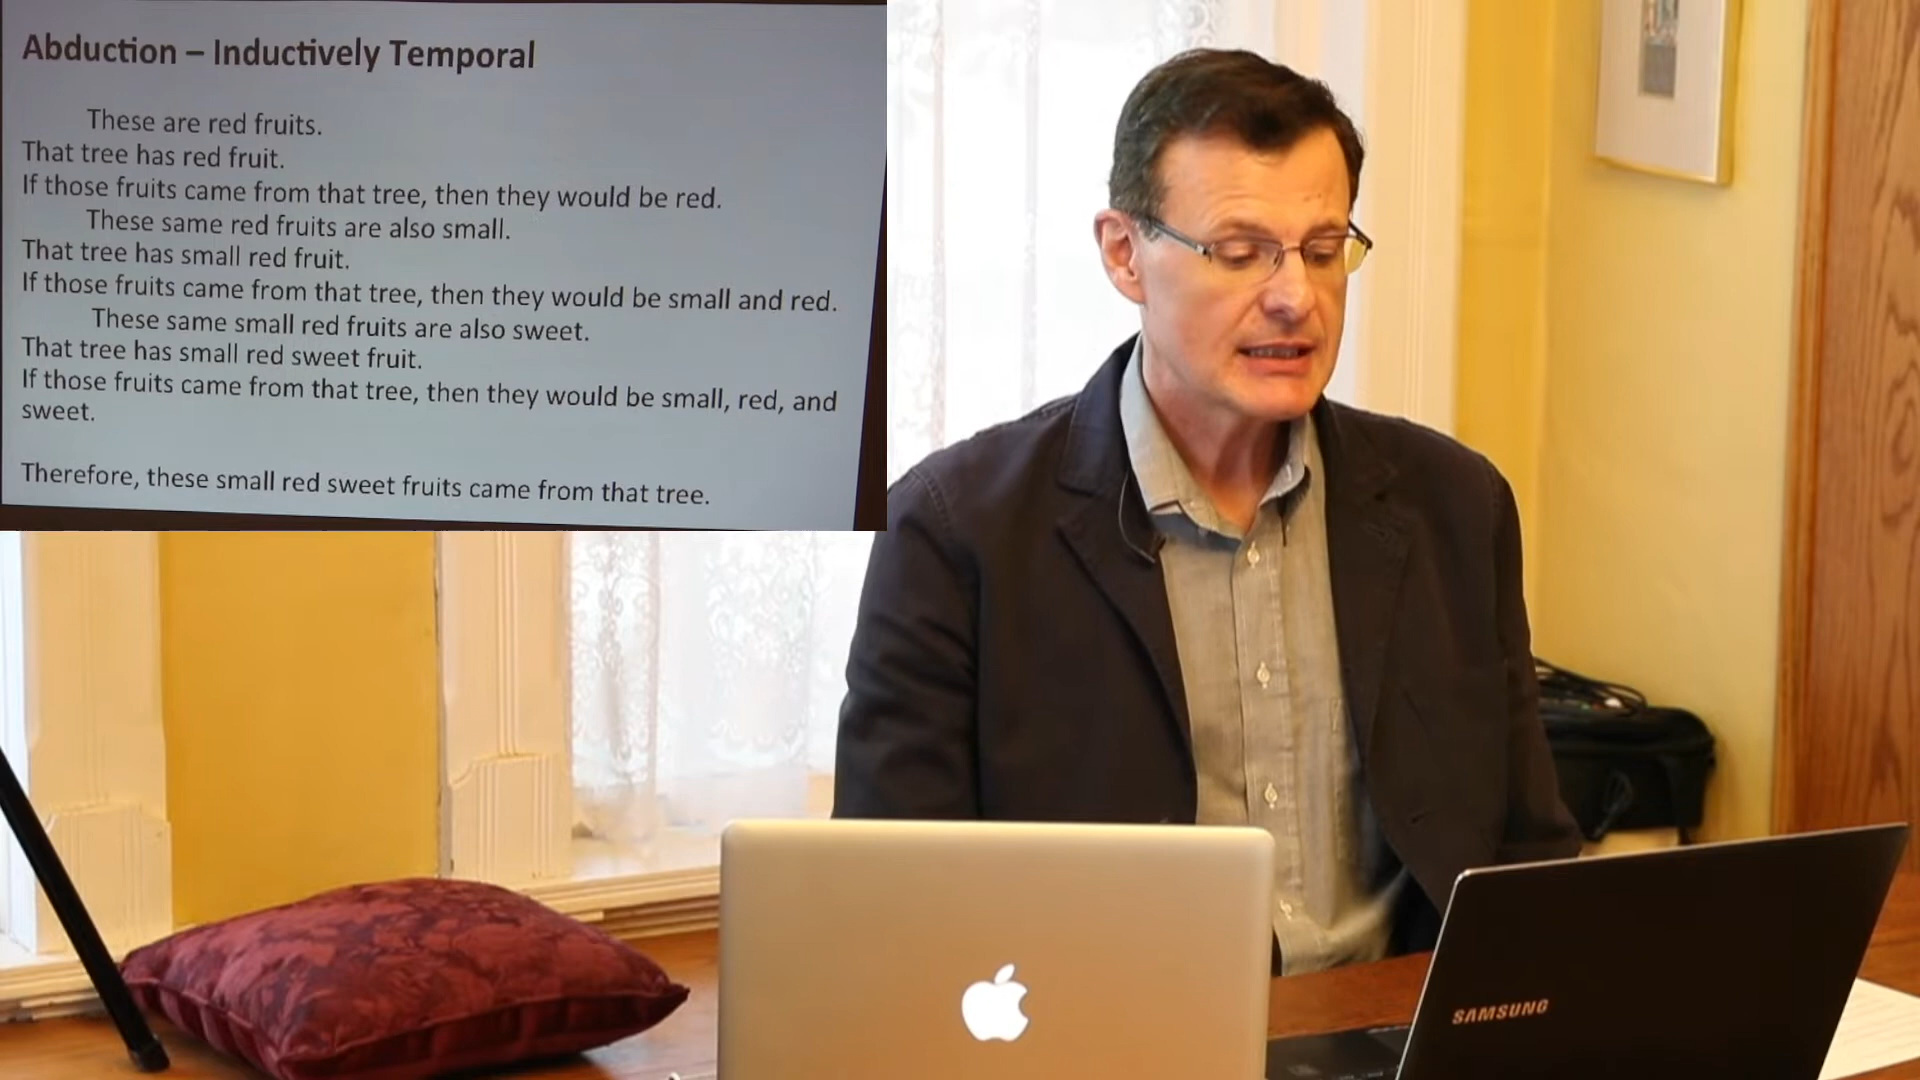 Abduction – Inductively Temporal
These are red fruits.
That tree has red fruit.
If those fruits came from that tree, then they would be red.
These same red fruits are also small.
That tree has small red fruit.
If those fruits came from that tree, then they would be small and red.
These same small red fruits are also sweet.
That tree has small red sweet fruit.
If those fruits came from that tree, then they would be small, red, and
sweet.
Therefore, these small red sweet fruits came from that tree.
SAMSUNG